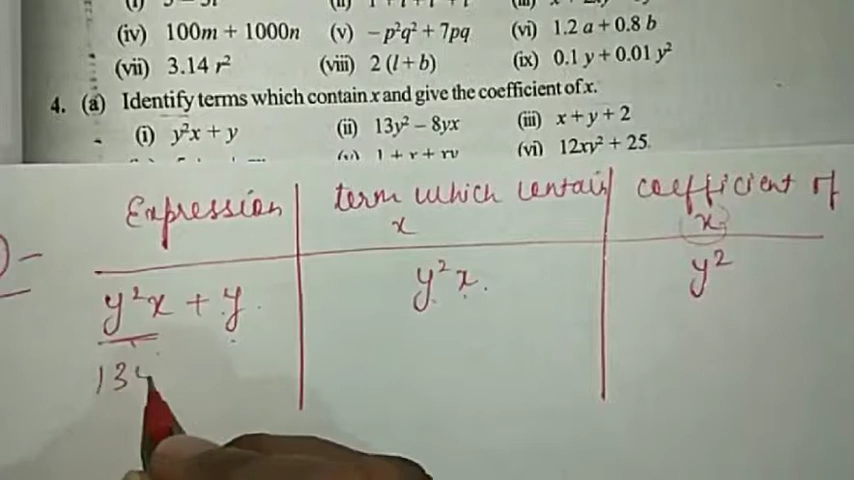 (iv) 100m + 1000n (v) −p²q² + 7pq (vi) 1.2 a + 0.8 b
(vii) 3.14 r² (viii) 2 (l + b) (ix) 0.1 y + 0.01 y²
4. (a) Identify terms which contain x and give the coefficient of x.
(i) y²x + y (ii) 13y² − 8yx (iii) x + y + 2
(vi) 12xy² + 25
Expression term which contain coefficient of
x x
y²x + y y²x y²
13